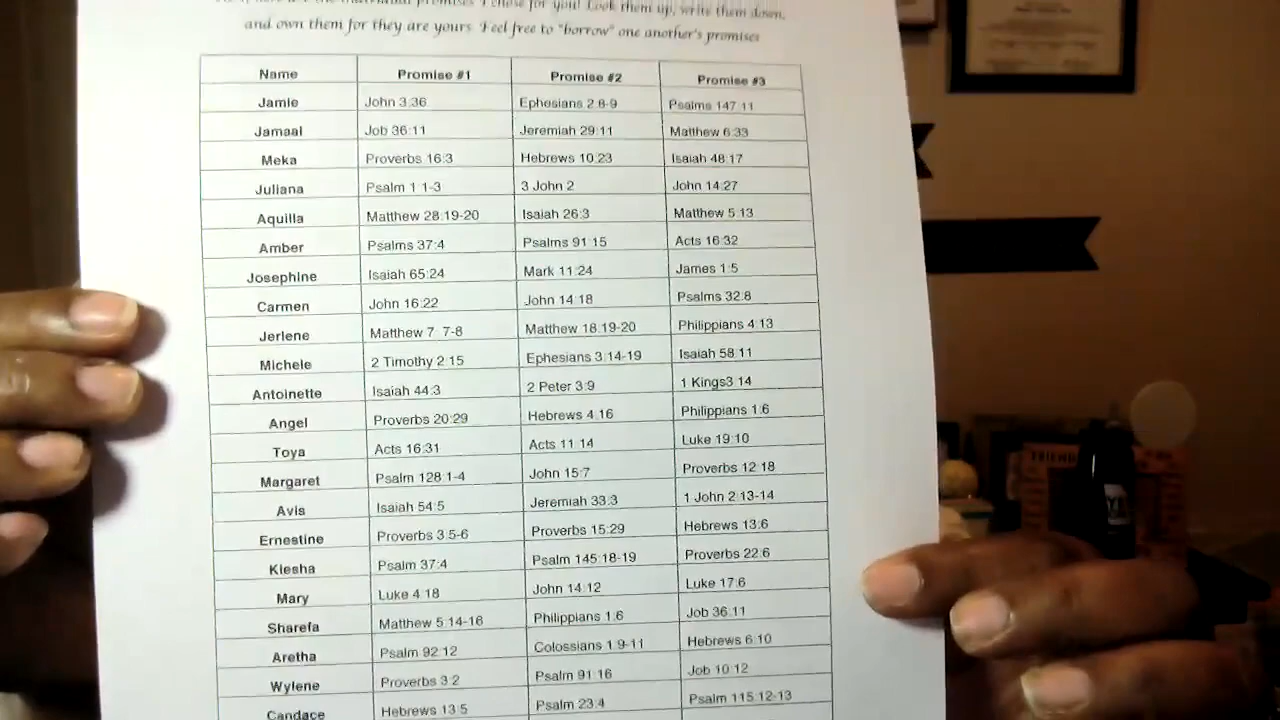 individual promises I chose for you! Look them up, write them down,
and own them for they are yours. Feel free to "borrow" one another's promises
Name Promise #1 Promise #2 Promise #3
Jamie John 3:36 Ephesians 2:8-9 Psalms 147:11
Jamaal Job 36:11 Jeremiah 29:11 Matthew 6:33
Meka Proverbs 16:3 Hebrews 10:23 Isaiah 48:17
Juliana Psalm 1:1-3 3 John 2 John 14:27
Aquilla Matthew 28:19-20 Isaiah 26:3 Matthew 5:13
Amber Psalms 37:4 Psalms 91:15 Acts 16:32
Josephine Isaiah 65:24 Mark 11:24 James 1:5
Carmen John 16:22 John 14:18 Psalms 32:8
Jerlene Matthew 7: 7-8 Matthew 18:19-20 Philippians 4:13
Michele 2 Timothy 2:15 Ephesians 3:14-19 Isaiah 58:11
Antoinette Isaiah 44:3 2 Peter 3:9 1 Kings3:14
Angel Proverbs 20:29 Hebrews 4:16 Philippians 1:6
Toya Acts 16:31 Acts 11:14 Luke 19:10
Margaret Psalm 128:1-4 John 15:7 Proverbs 12:18
Avis Isaiah 54:5 Jeremiah 33:3 1 John 2:13-14
Ernestine Proverbs 3:5-6 Proverbs 15:29 Hebrews 13:6
Kiesha Psalm 37:4 Psalm 145:18-19 Proverbs 22:6
Mary Luke 4:18 John 14:12 Luke 17:6
Sharefa Matthew 5:14-16 Philippians 1:6 Job 36:11
Aretha Psalm 92:12 Colossians 1:9-11 Hebrews 6:10
Wylene Proverbs 3:2 Psalm 91:16 Job 10:12
Candace Hebrews 13:5 Psalm 23:4 Psalm 115:12-13
FRIEND